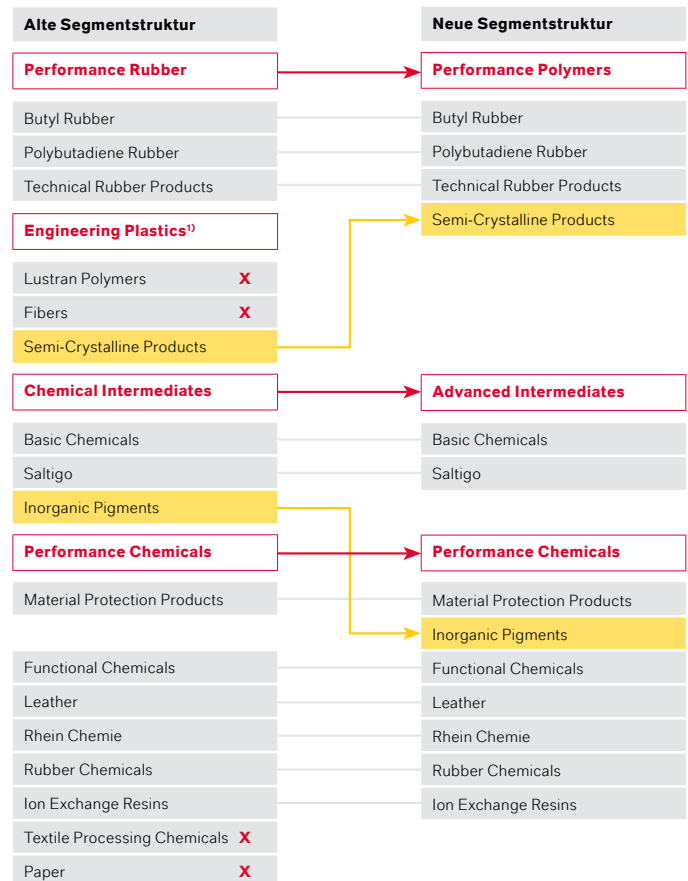 Alte Segmentstruktur
Neue Segmentstruktur
Performance Rubber
Performance Polymers
Butyl Rubber
Butyl Rubber
Polybutadiene Rubber
Polybutadiene Rubber
Technical Rubber Products
Technical Rubber Products
Engineering Plastics¹⁾
Semi-Crystalline Products
Lustran Polymers X
Fibers X
Semi-Crystalline Products
Chemical Intermediates
Advanced Intermediates
Basic Chemicals
Basic Chemicals
Saltigo
Saltigo
Inorganic Pigments
Performance Chemicals
Performance Chemicals
Material Protection Products
Material Protection Products
Inorganic Pigments
Functional Chemicals
Functional Chemicals
Leather
Leather
Rhein Chemie
Rhein Chemie
Rubber Chemicals
Rubber Chemicals
Ion Exchange Resins
Ion Exchange Resins
Textile Processing Chemicals X
Paper X